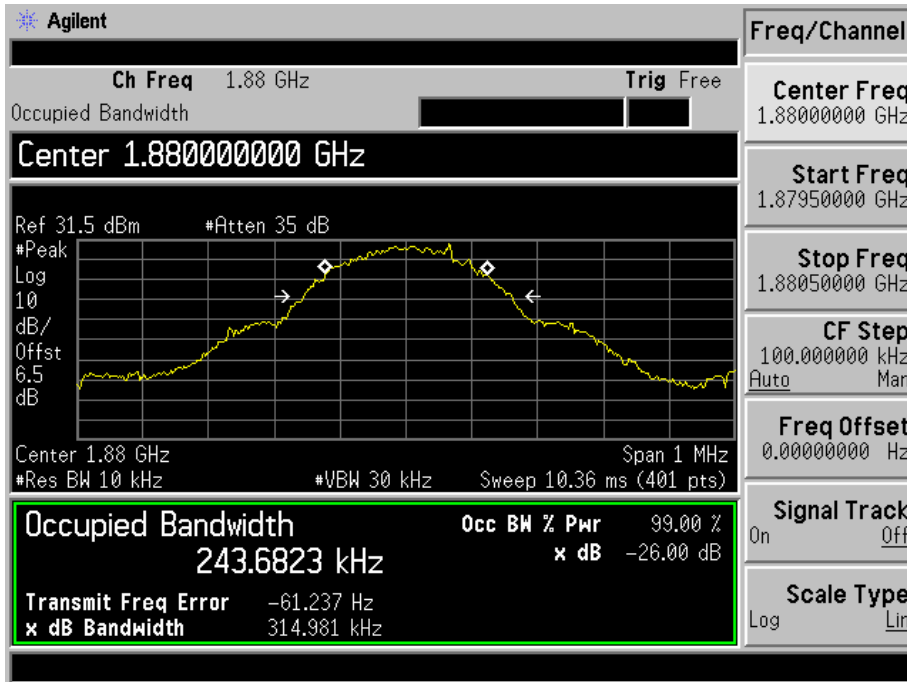 Agilent
Freq/Channel
Ch Freq 1.88 GHz Trig Free
Occupied Bandwidth
Center 1.880000000 GHz
Ref 31.5 dBm #Atten 35 dB
#Peak
Log
10
dB/
Offst
6.5
dB
Center 1.88 GHz Span 1 MHz
#Res BW 10 kHz #VBW 30 kHz Sweep 10.36 ms (401 pts)
Occupied Bandwidth
243.6823 kHz
Occ BW % Pwr 99.00 %
x dB -26.00 dB
Transmit Freq Error -61.237 Hz
x dB Bandwidth 314.981 kHz
Center Freq
1.88000000 GHz
Start Freq
1.87950000 GHz
Stop Freq
1.88050000 GHz
CF Step
100.000000 kHz
Auto Man
Freq Offset
0.00000000 Hz
Signal Track
On Off
Scale Type
Log Lin